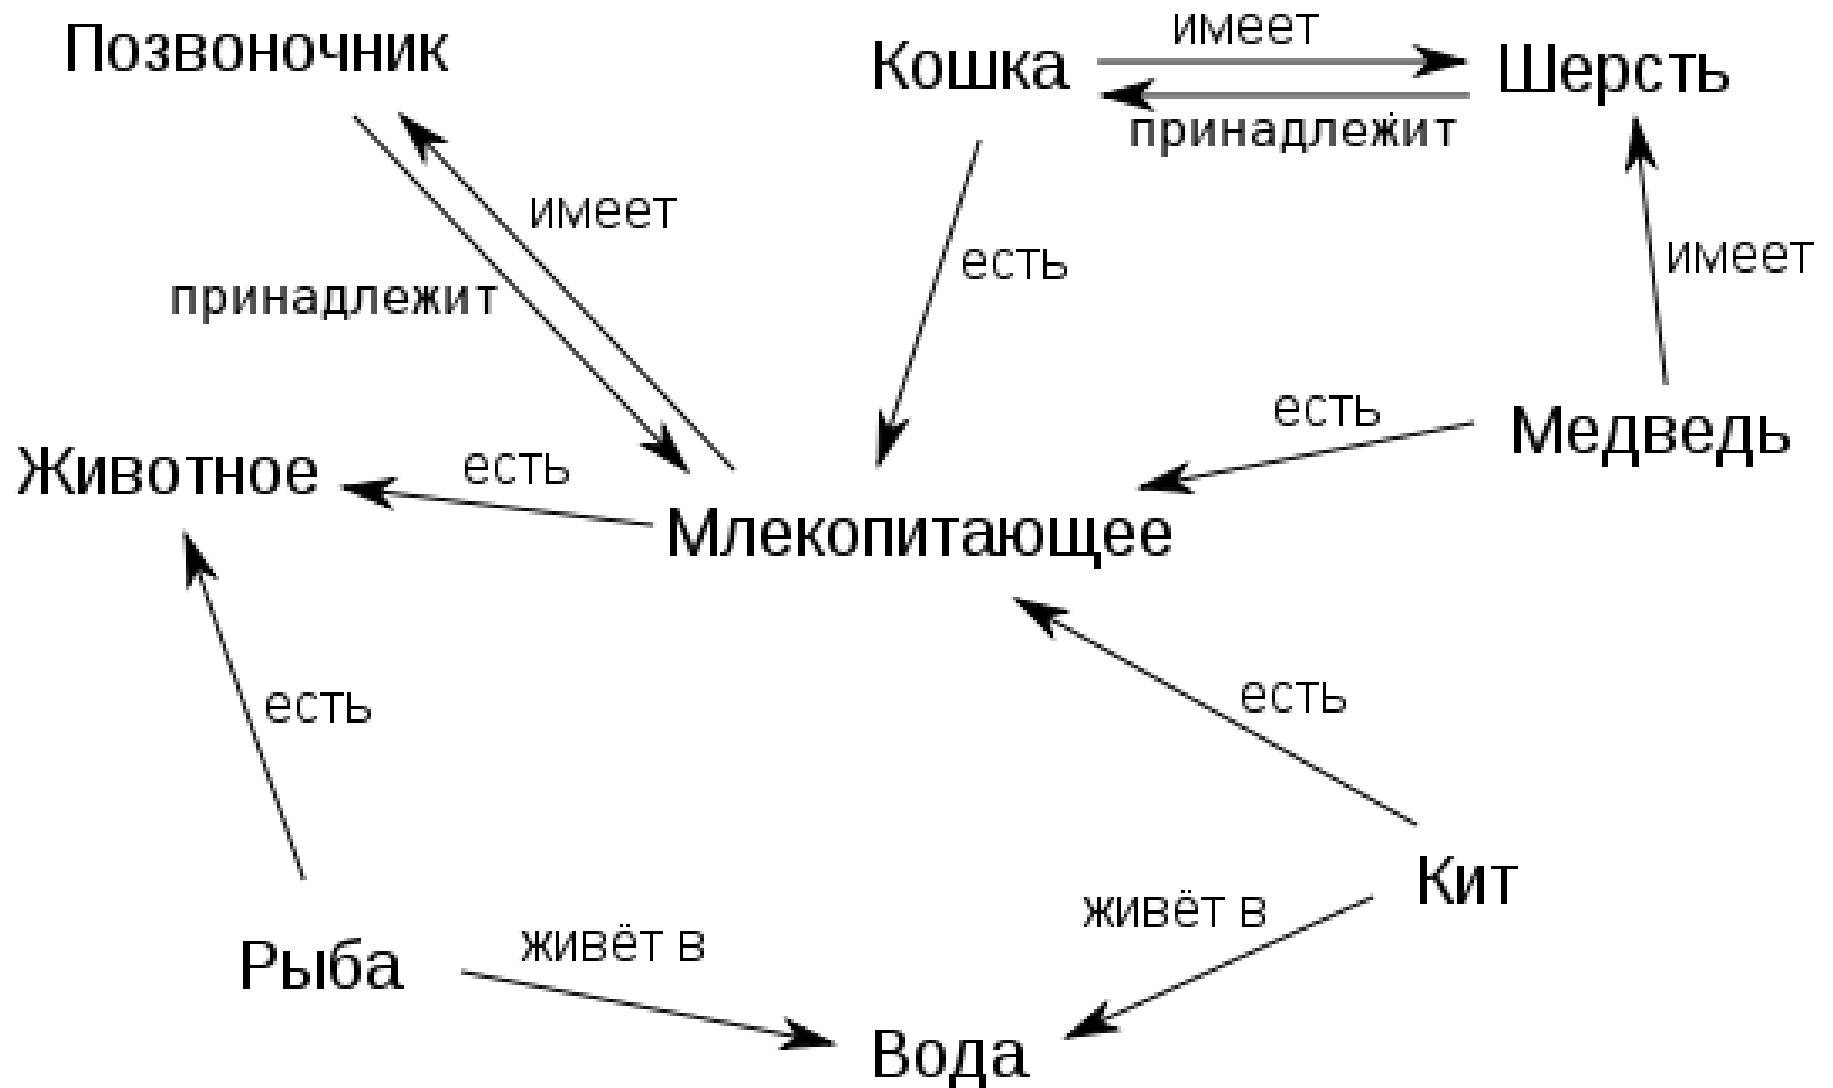 имеет
Позвоночник
Кошка
Шерсть
принадлежит
имеет
есть
имеет
принадлежит
есть
Медведь
Животное
есть
Млекопитающее
есть
есть
Кит
живёт в
живёт в
Рыба
Вода